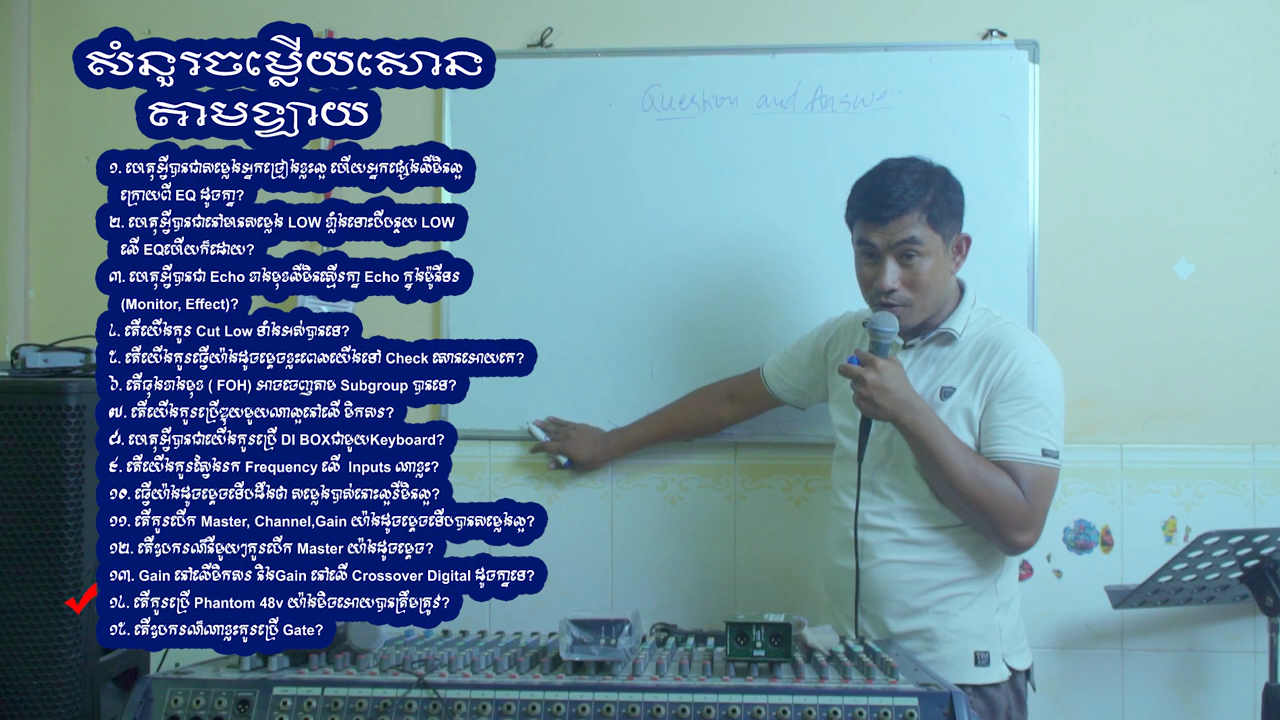 សំនួរចម្លើយសោន
តាមឡាយ
Question and Answe
១. ហេតុអ្វីបានជាសម្លេងអ្នកច្រៀងខ្លះល្អ ហើយអ្នកផ្សេងលឺមិនល្អ
ក្រោយពី EQ ដូចគ្នា?
២. ហេតុអ្វីបានជានៅមានសម្លេង LOW ខ្លាំងទោះបីបន្ថយ LOW
លើ EQហើយក៏ដោយ?
៣. ហេតុអ្វីបានជា Echo ខាងមុខលឺមិនស្មើរគ្នា Echo ក្នុងម៉ូនីទ័រ
(Monitor, Effect)?
៤. តើយើងគួរ Cut Low ទាំងអស់បានទេ?
៥. តើយើងគួរធ្វើយ៉ាងដូចម្តេចខ្លះពេលយើងទៅ Check សោនអោយគេ?
៦. តើធុងខាងមុខ ( FOH) អាចចេញតាម Subgroup បានទេ?
៧. តើយើងគួរប្រើឌុយមួយណាល្អនៅលើ មិកសរ?
៨. ហេតុអ្វីបានជាយើងគួរប្រើ DI BOXជាមួយKeyboard?
៩. តើយើងគួរស្វែងរក Frequency លើ Inputs ណាខ្លះ?
១០. ធ្វើយ៉ាងដូចម្តេចទើបដឹងថា សម្លេងបាស់នោះល្អរឺមិនល្អ?
១១. តើគួរបើក Master, Channel,Gain យ៉ាងដូចម្តេចទើបបានសម្លេងល្អ?
១២. តើឧបករណ៍នីមួយៗគួរបើក Master យ៉ាងដូចម្តេច?
១៣. Gain នៅលើមិកសរ និងGain នៅលើ Crossover Digital ដូចគ្នាទេ?
១៤. តើគួរប្រើ Phantom 48v យ៉ាងមិចអោយបានត្រឹមត្រូវ?
១៥. តើឧបករណ៍ណាខ្លះគួរប្រើ Gate?